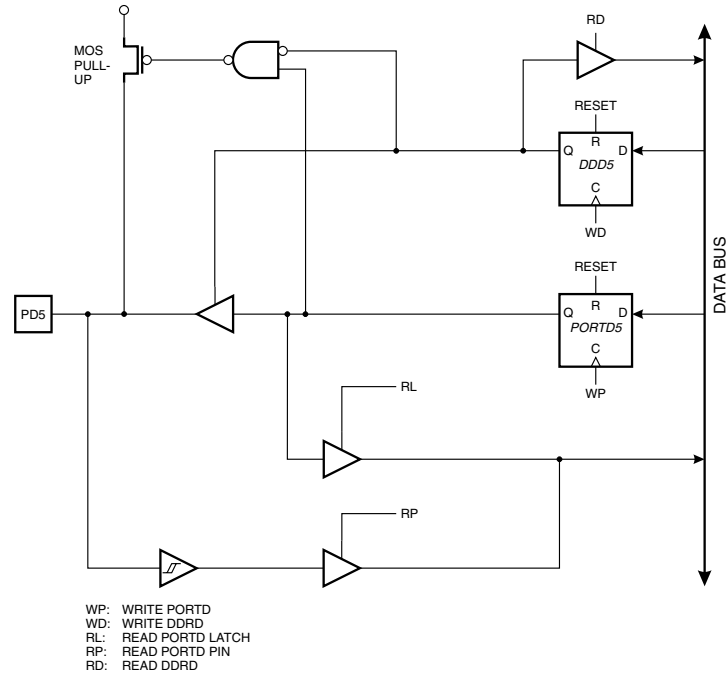 RD
MOS
PULL-
UP
RESET
R
Q
D
DDD5
C
WD
DATA BUS
RESET
R
PD5
Q
D
PORTD5
C
WP
RL
RP
WP: WRITE PORTD
WD: WRITE DDRD
RL: READ PORTD LATCH
RP: READ PORTD PIN
RD: READ DDRD